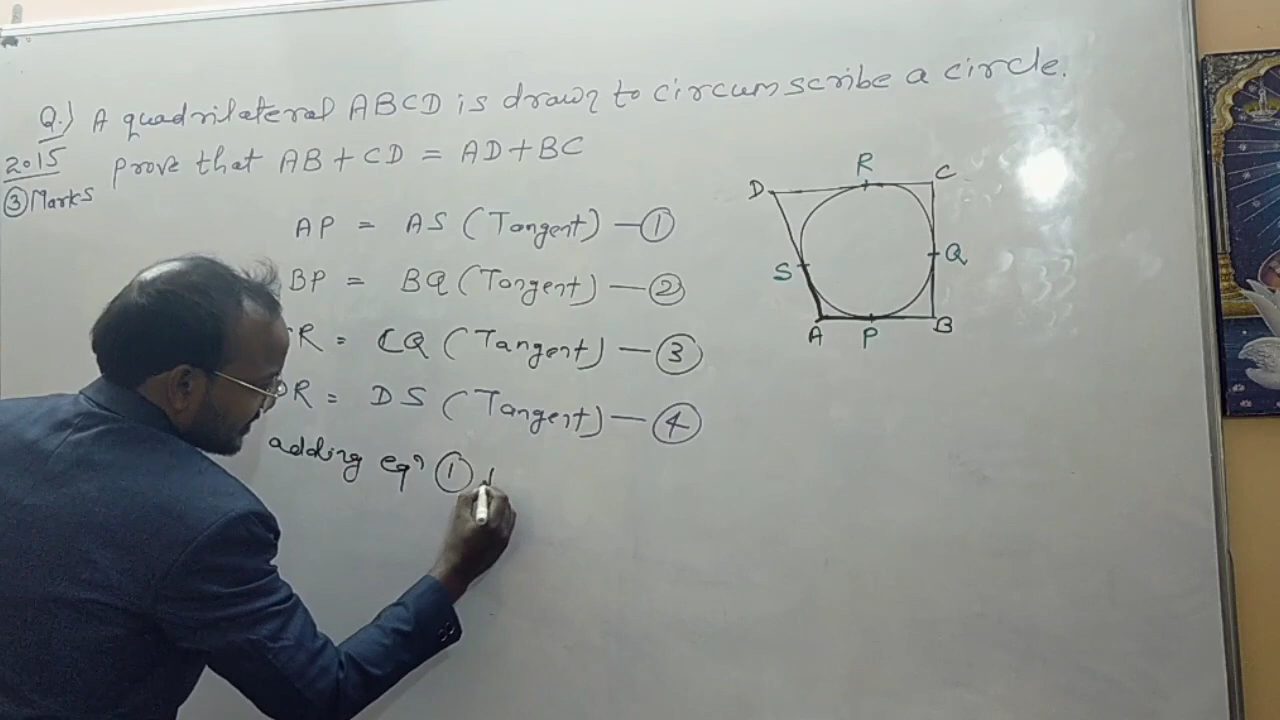 Q.) A quadrilateral ABCD is drawn to circumscribe a circle.
2015 prove that AB + CD = AD + BC
③ Marks
AP = AS (Tangent) — ①
BP = BQ (Tangent) — ②
R = CQ (Tangent) — ③
R = DS (Tangent) — ④
adding eqn ①
D
R
C
S
Q
A
P
B